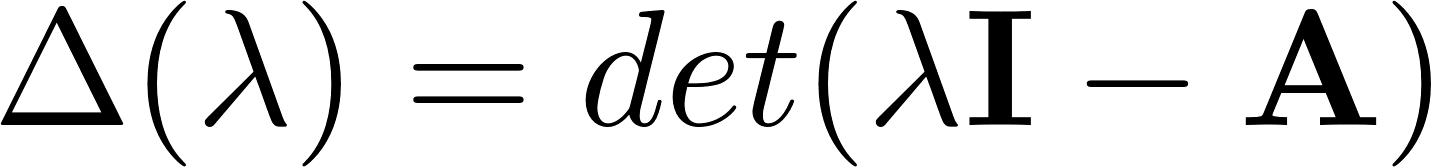 Δ(λ) = det(λI − A)